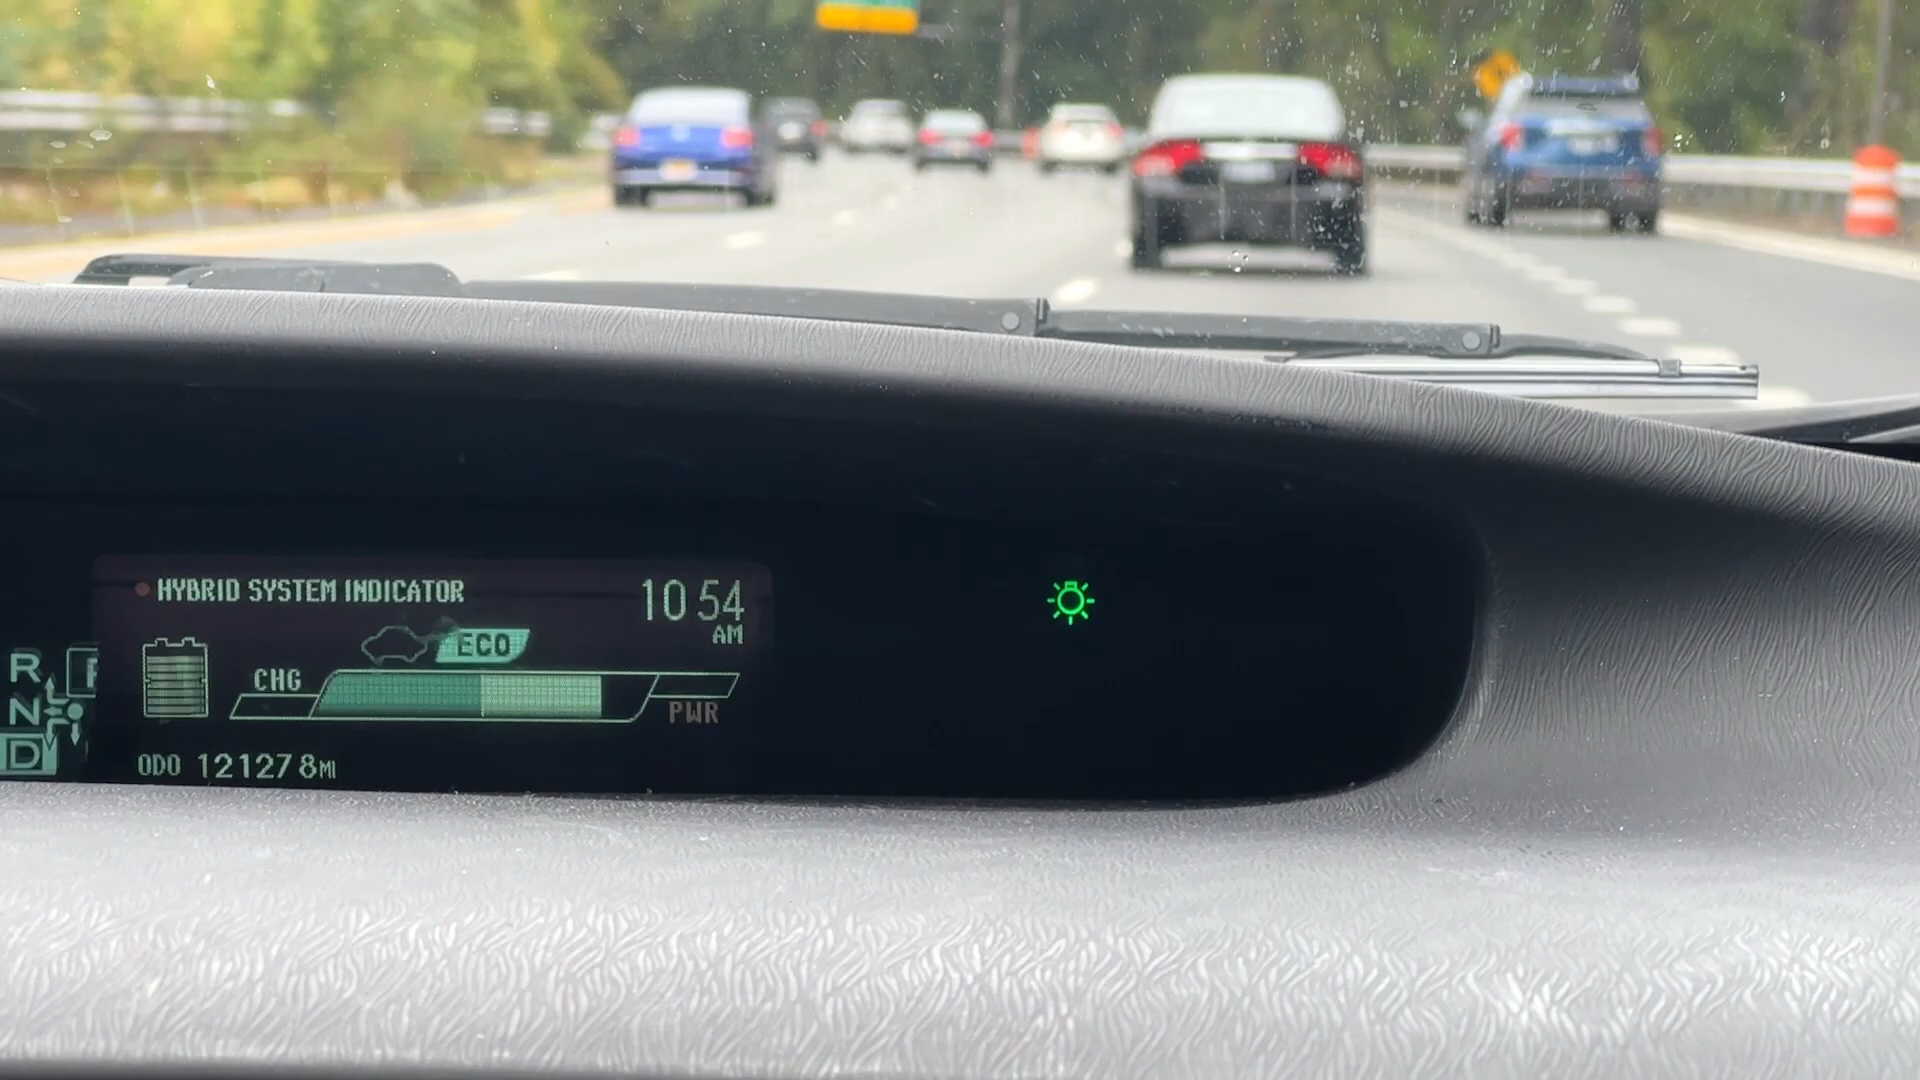 HYBRID SYSTEM INDICATOR
10 54
AM
ECO
CHG
PWR
R
N
D
ODO 121278MI